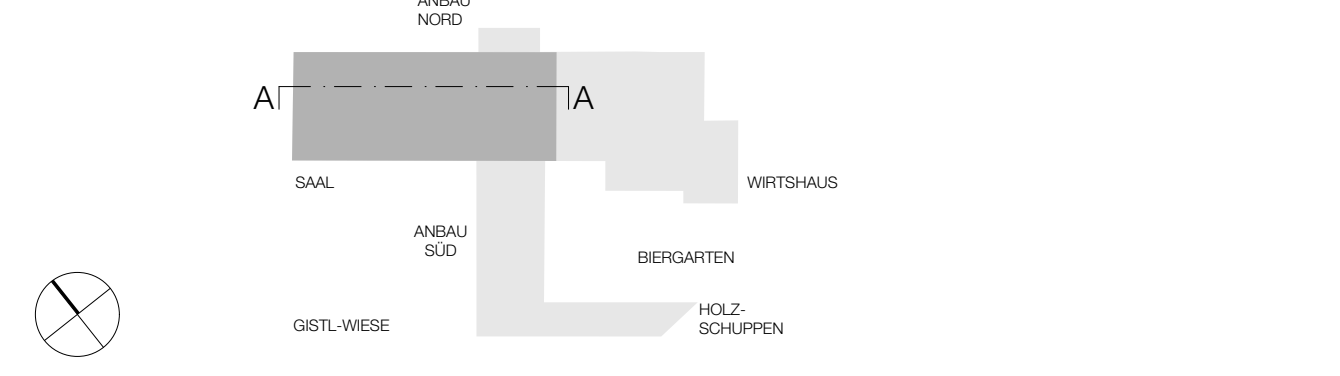 ANBAU
NORD
A
A
SAAL
WIRTSHAUS
ANBAU
SÜD
BIERGARTEN
HOLZ-
SCHUPPEN
GISTL-WIESE